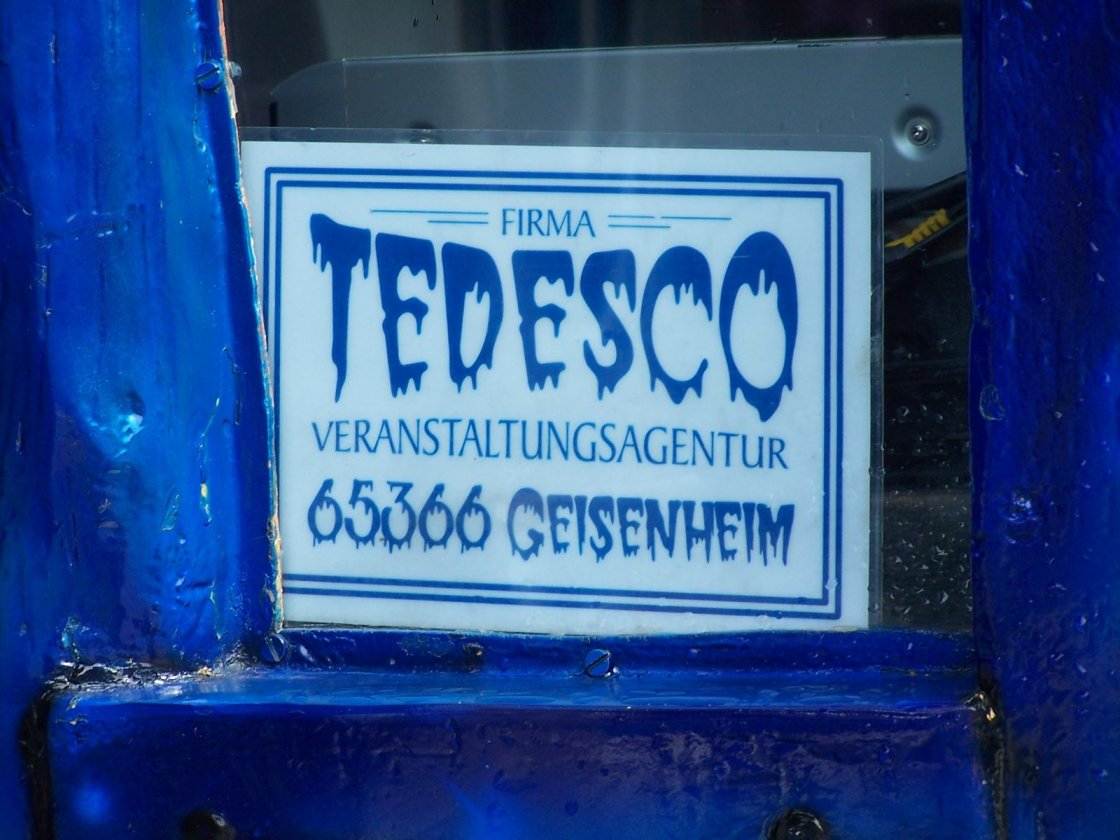 FIRMA
TEDESCO
VERANSTALTUNGSAGENTUR
65366 GEISENHEIM